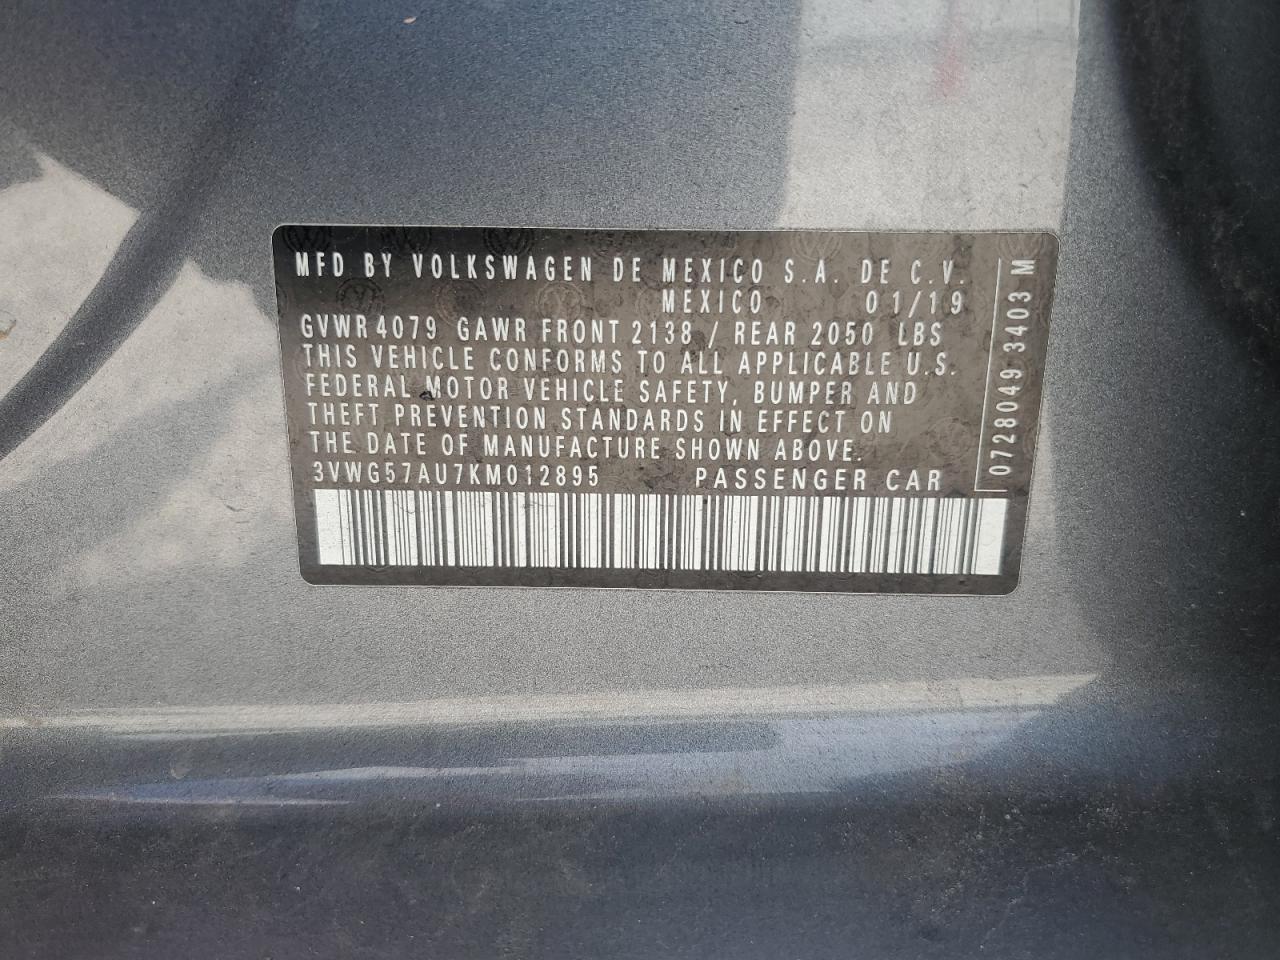 MFD BY VOLKSWAGEN DE MEXICO S.A. DE C.V.
MEXICO 01/19
GVWR 4079 GAWR FRONT 2138 / REAR 2050 LBS
THIS VEHICLE CONFORMS TO ALL APPLICABLE U.S.
FEDERAL MOTOR VEHICLE SAFETY, BUMPER AND
THEFT PREVENTION STANDARDS IN EFFECT ON
THE DATE OF MANUFACTURE SHOWN ABOVE.
3VWG57AU7KM012895 PASSENGER CAR
0728049 3403 M